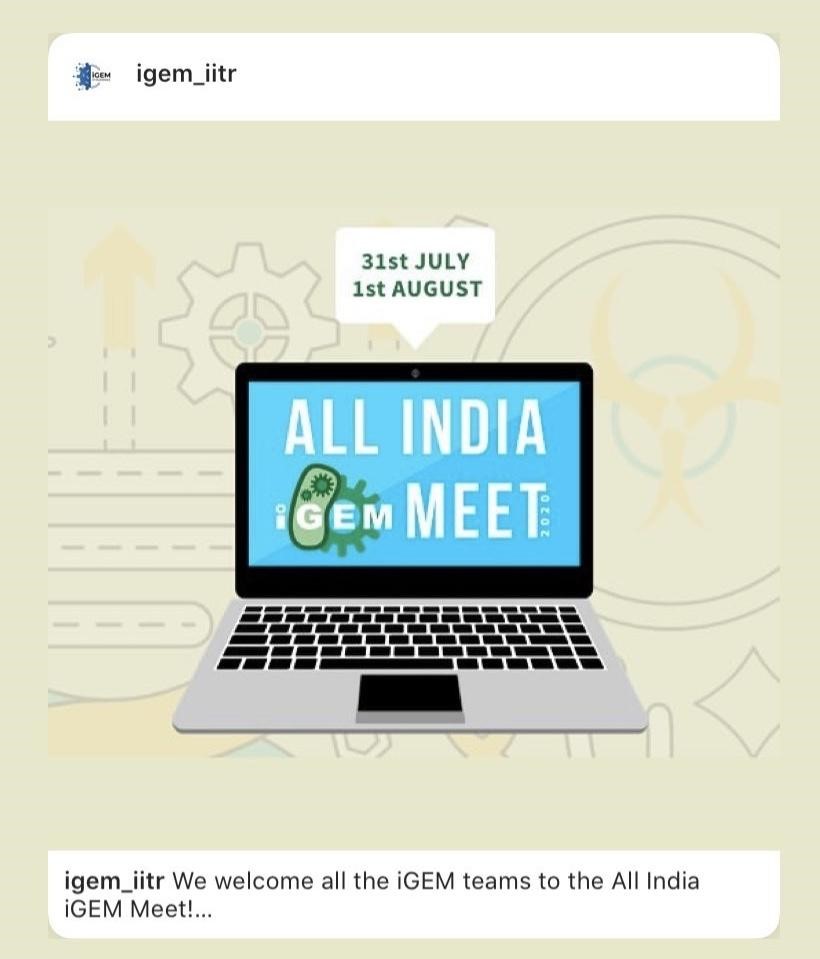 iGEM
igem_iitr
31st JULY
1st AUGUST
ALL INDIA
iGEM MEET 2020
igem_iitr We welcome all the iGEM teams to the All India
iGEM Meet!...